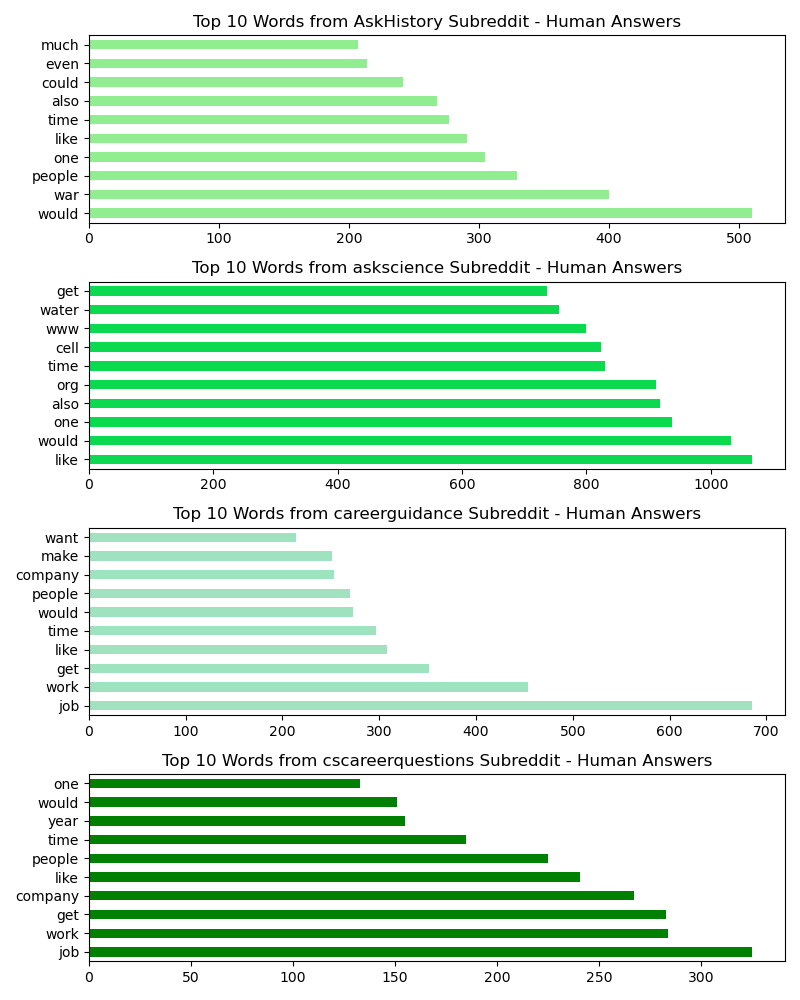 Top 10 Words from AskHistory Subreddit - Human Answers
much
even
could
also
time
like
one
people
war
would
0 100 200 300 400 500
Top 10 Words from askscience Subreddit - Human Answers
get
water
www
cell
time
org
also
one
would
like
0 200 400 600 800 1000
Top 10 Words from careerguidance Subreddit - Human Answers
want
make
company
people
would
time
like
get
work
job
0 100 200 300 400 500 600 700
Top 10 Words from cscareerquestions Subreddit - Human Answers
one
would
year
time
people
like
company
get
work
job
0 50 100 150 200 250 300